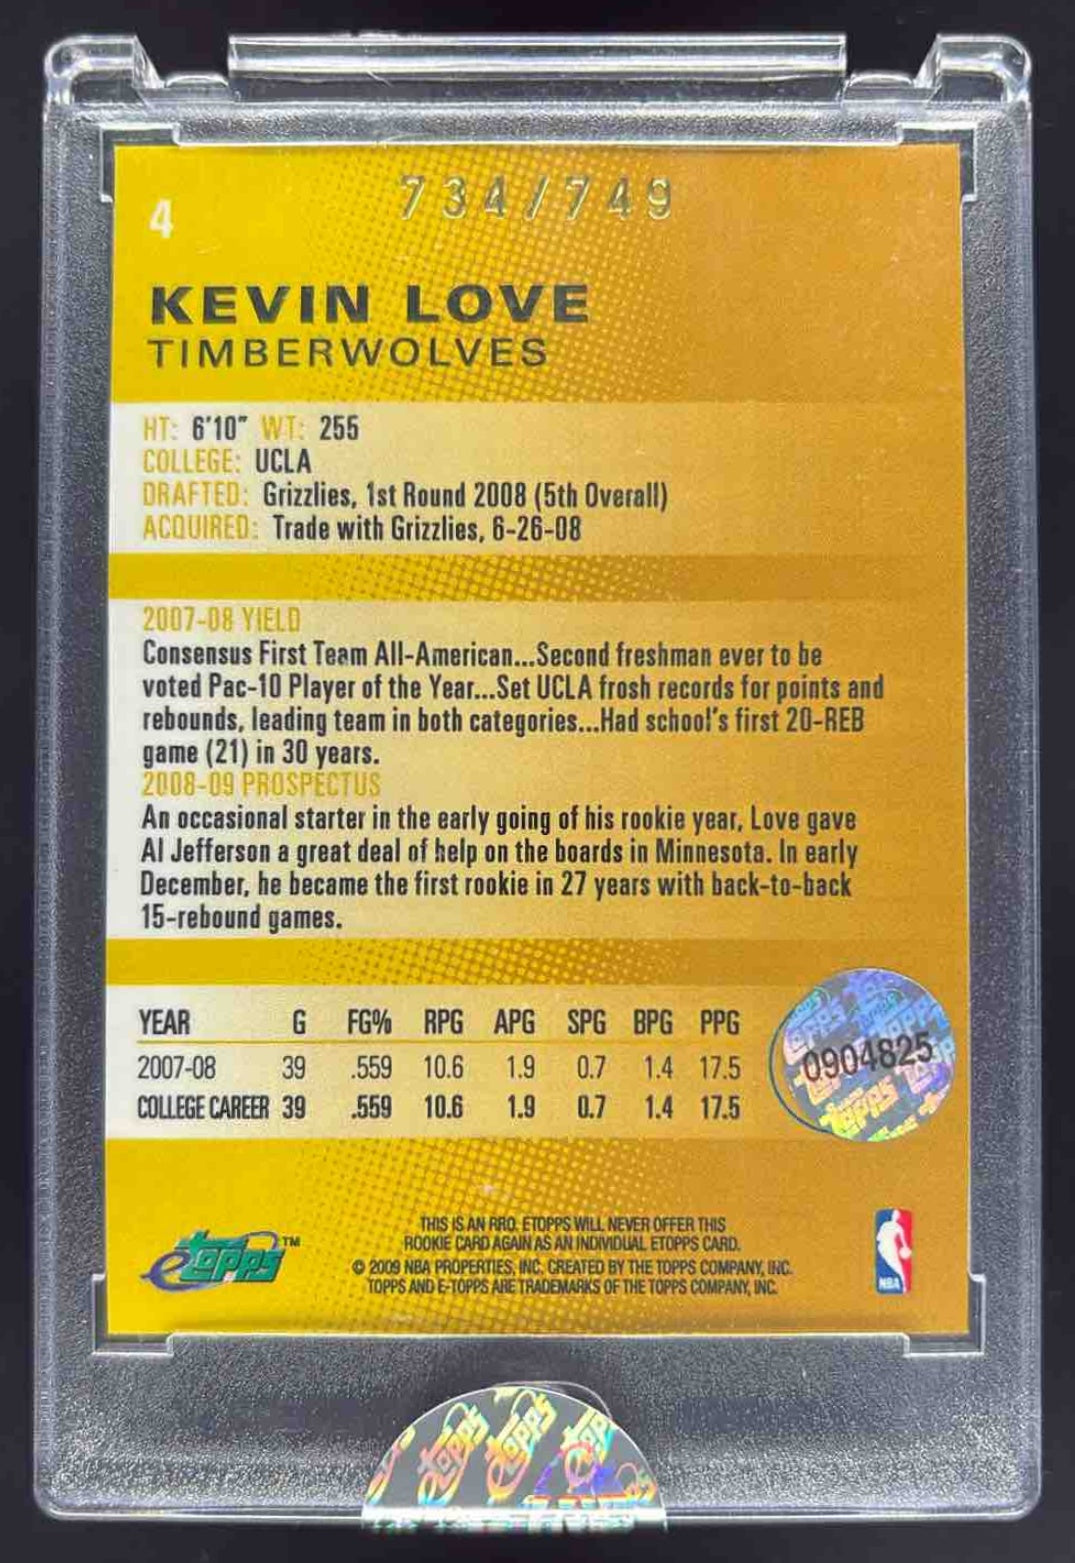 734/749
4
KEVIN LOVE
TIMBERWOLVES
HT: 6'10" WT: 255
COLLEGE: UCLA
DRAFTED: Grizzlies, 1st Round 2008 (5th Overall)
ACQUIRED: Trade with Grizzlies, 6-26-08
2007-08 YIELD
Consensus First Team All-American...Second freshman ever to be
voted Pac-10 Player of the Year...Set UCLA frosh records for points and
rebounds, leading team in both categories...Had school's first 20-REB
game (21) in 30 years.
2008-09 PROSPECTUS
An occasional starter in the early going of his rookie year, Love gave
Al Jefferson a great deal of help on the boards in Minnesota. In early
December, he became the first rookie in 27 years with back-to-back
15-rebound games.
YEAR G FG% RPG APG SPG BPG PPG
2007-08 39 .559 10.6 1.9 0.7 1.4 17.5
COLLEGE CAREER 39 .559 10.6 1.9 0.7 1.4 17.5
0904825
Topps
THIS IS AN RRO. ETOPPS WILL NEVER OFFER THIS
ROOKIE CARD AGAIN AS AN INDIVIDUAL ETOPPS CARD.
© 2009 NBA PROPERTIES, INC. CREATED BY THE TOPPS COMPANY, INC.
TOPPS AND E-TOPPS ARE TRADEMARKS OF THE TOPPS COMPANY, INC.
eTopps™
NBA
Topps Topps Top